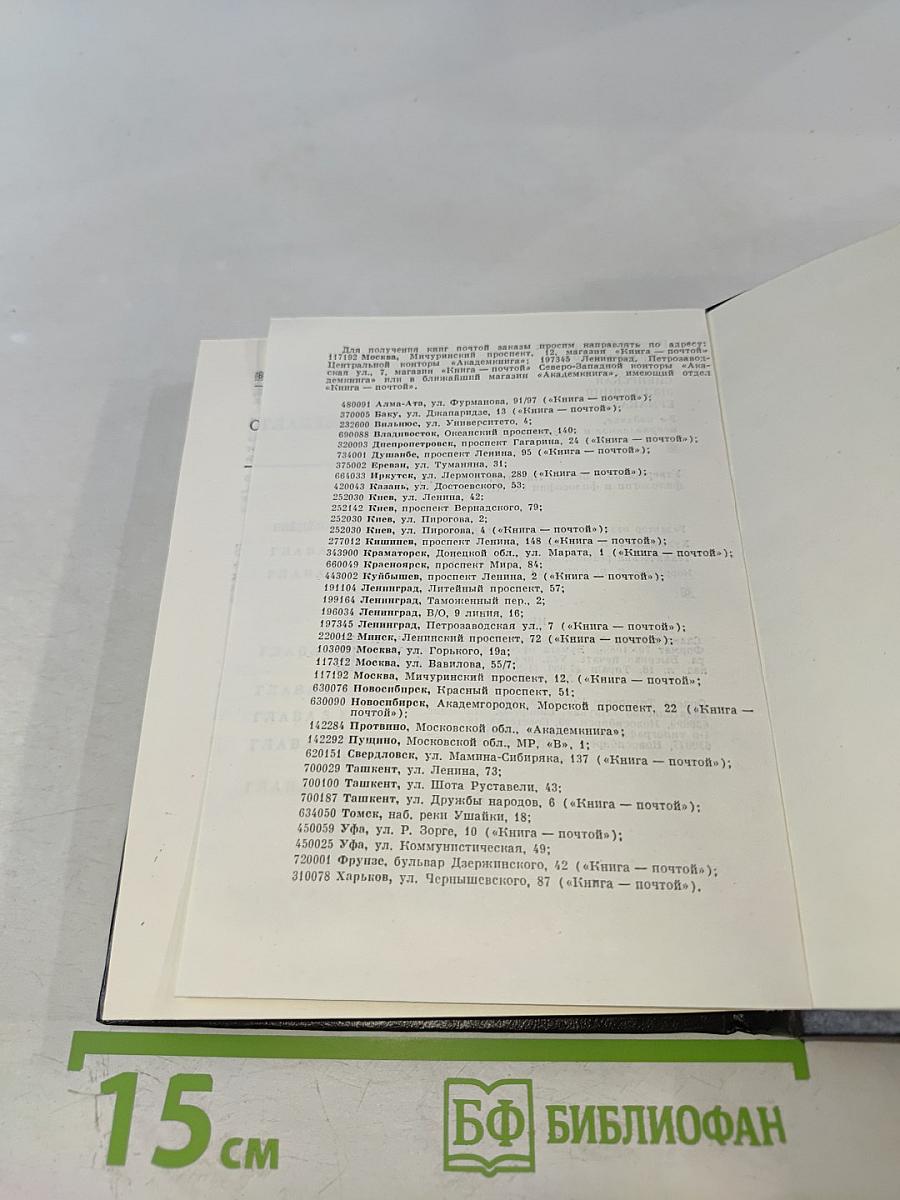 Для получения книг почтой заказы просим направлять по адресу:
117192 Москва, Мичуринский проспект, 12, магазин «Книга — почтой»
Центральной конторы «Академкнига»; 197345 Ленинград, Петрозавод-
ская ул., 7, магазин «Книга — почтой» Северо-Западной конторы «Ака-
демкнига» или в ближайший магазин «Академкнига», имеющий отдел
«Книга — почтой».
480091 Алма-Ата, ул. Фурманова, 91/97 («Книга — почтой»);
370005 Баку, ул. Джапаридзе, 13 («Книга — почтой»);
232600 Вильнюс, ул. Университето, 4;
690088 Владивосток, Океанский проспект, 140;
320093 Днепропетровск, проспект Гагарина, 24 («Книга — почтой»);
734001 Душанбе, проспект Ленина, 95 («Книга — почтой»);
375002 Ереван, ул. Туманяна, 31;
664033 Иркутск, ул. Лермонтова, 289 («Книга — почтой»);
420043 Казань, ул. Достоевского, 53;
252030 Киев, ул. Ленина, 42;
252142 Киев, проспект Вернадского, 79;
252030 Киев, ул. Пирогова, 2;
252030 Киев, ул. Пирогова, 4 («Книга — почтой»);
277012 Кишинев, проспект Ленина, 148 («Книга — почтой»);
343900 Краматорск, Донецкой обл., ул. Марата, 1 («Книга — почтой»);
660049 Красноярск, проспект Мира, 84;
443002 Куйбышев, проспект Ленина, 2 («Книга — почтой»);
191104 Ленинград, Литейный проспект, 57;
199164 Ленинград, Таможенный пер., 2;
196034 Ленинград, В/О, 9 линия, 16;
197345 Ленинград, Петрозаводская ул., 7 («Книга — почтой»);
220012 Минск, Ленинский проспект, 72 («Книга — почтой»);
103009 Москва, ул. Горького, 19а;
117312 Москва, ул. Вавилова, 55/7;
117192 Москва, Мичуринский проспект, 12, («Книга — почтой»;
630076 Новосибирск, Красный проспект, 51;
630090 Новосибирск, Академгородок, Морской проспект, 22 («Книга —
почтой»);
142284 Протвино, Московской обл., «Академкнига»;
142292 Пущино, Московской обл., МР, «В», 1;
620151 Свердловск, ул. Мамина-Сибиряка, 137 («Книга — почтой»);
700029 Ташкент, ул. Ленина, 73;
700100 Ташкент, ул. Шота Руставели, 43;
700187 Ташкент, ул. Дружбы народов, 6 («Книга — почтой»);
634050 Томск, наб. реки Ушайки, 18;
450059 Уфа, ул. Р. Зорге, 10 («Книга — почтой»);
450025 Уфа, ул. Коммунистическая, 49;
720001 Фрунзе, бульвар Дзержинского, 42 («Книга — почтой»);
310078 Харьков, ул. Чернышевского, 87 («Книга — почтой»).
15 см
БФ БИБЛИОФАН